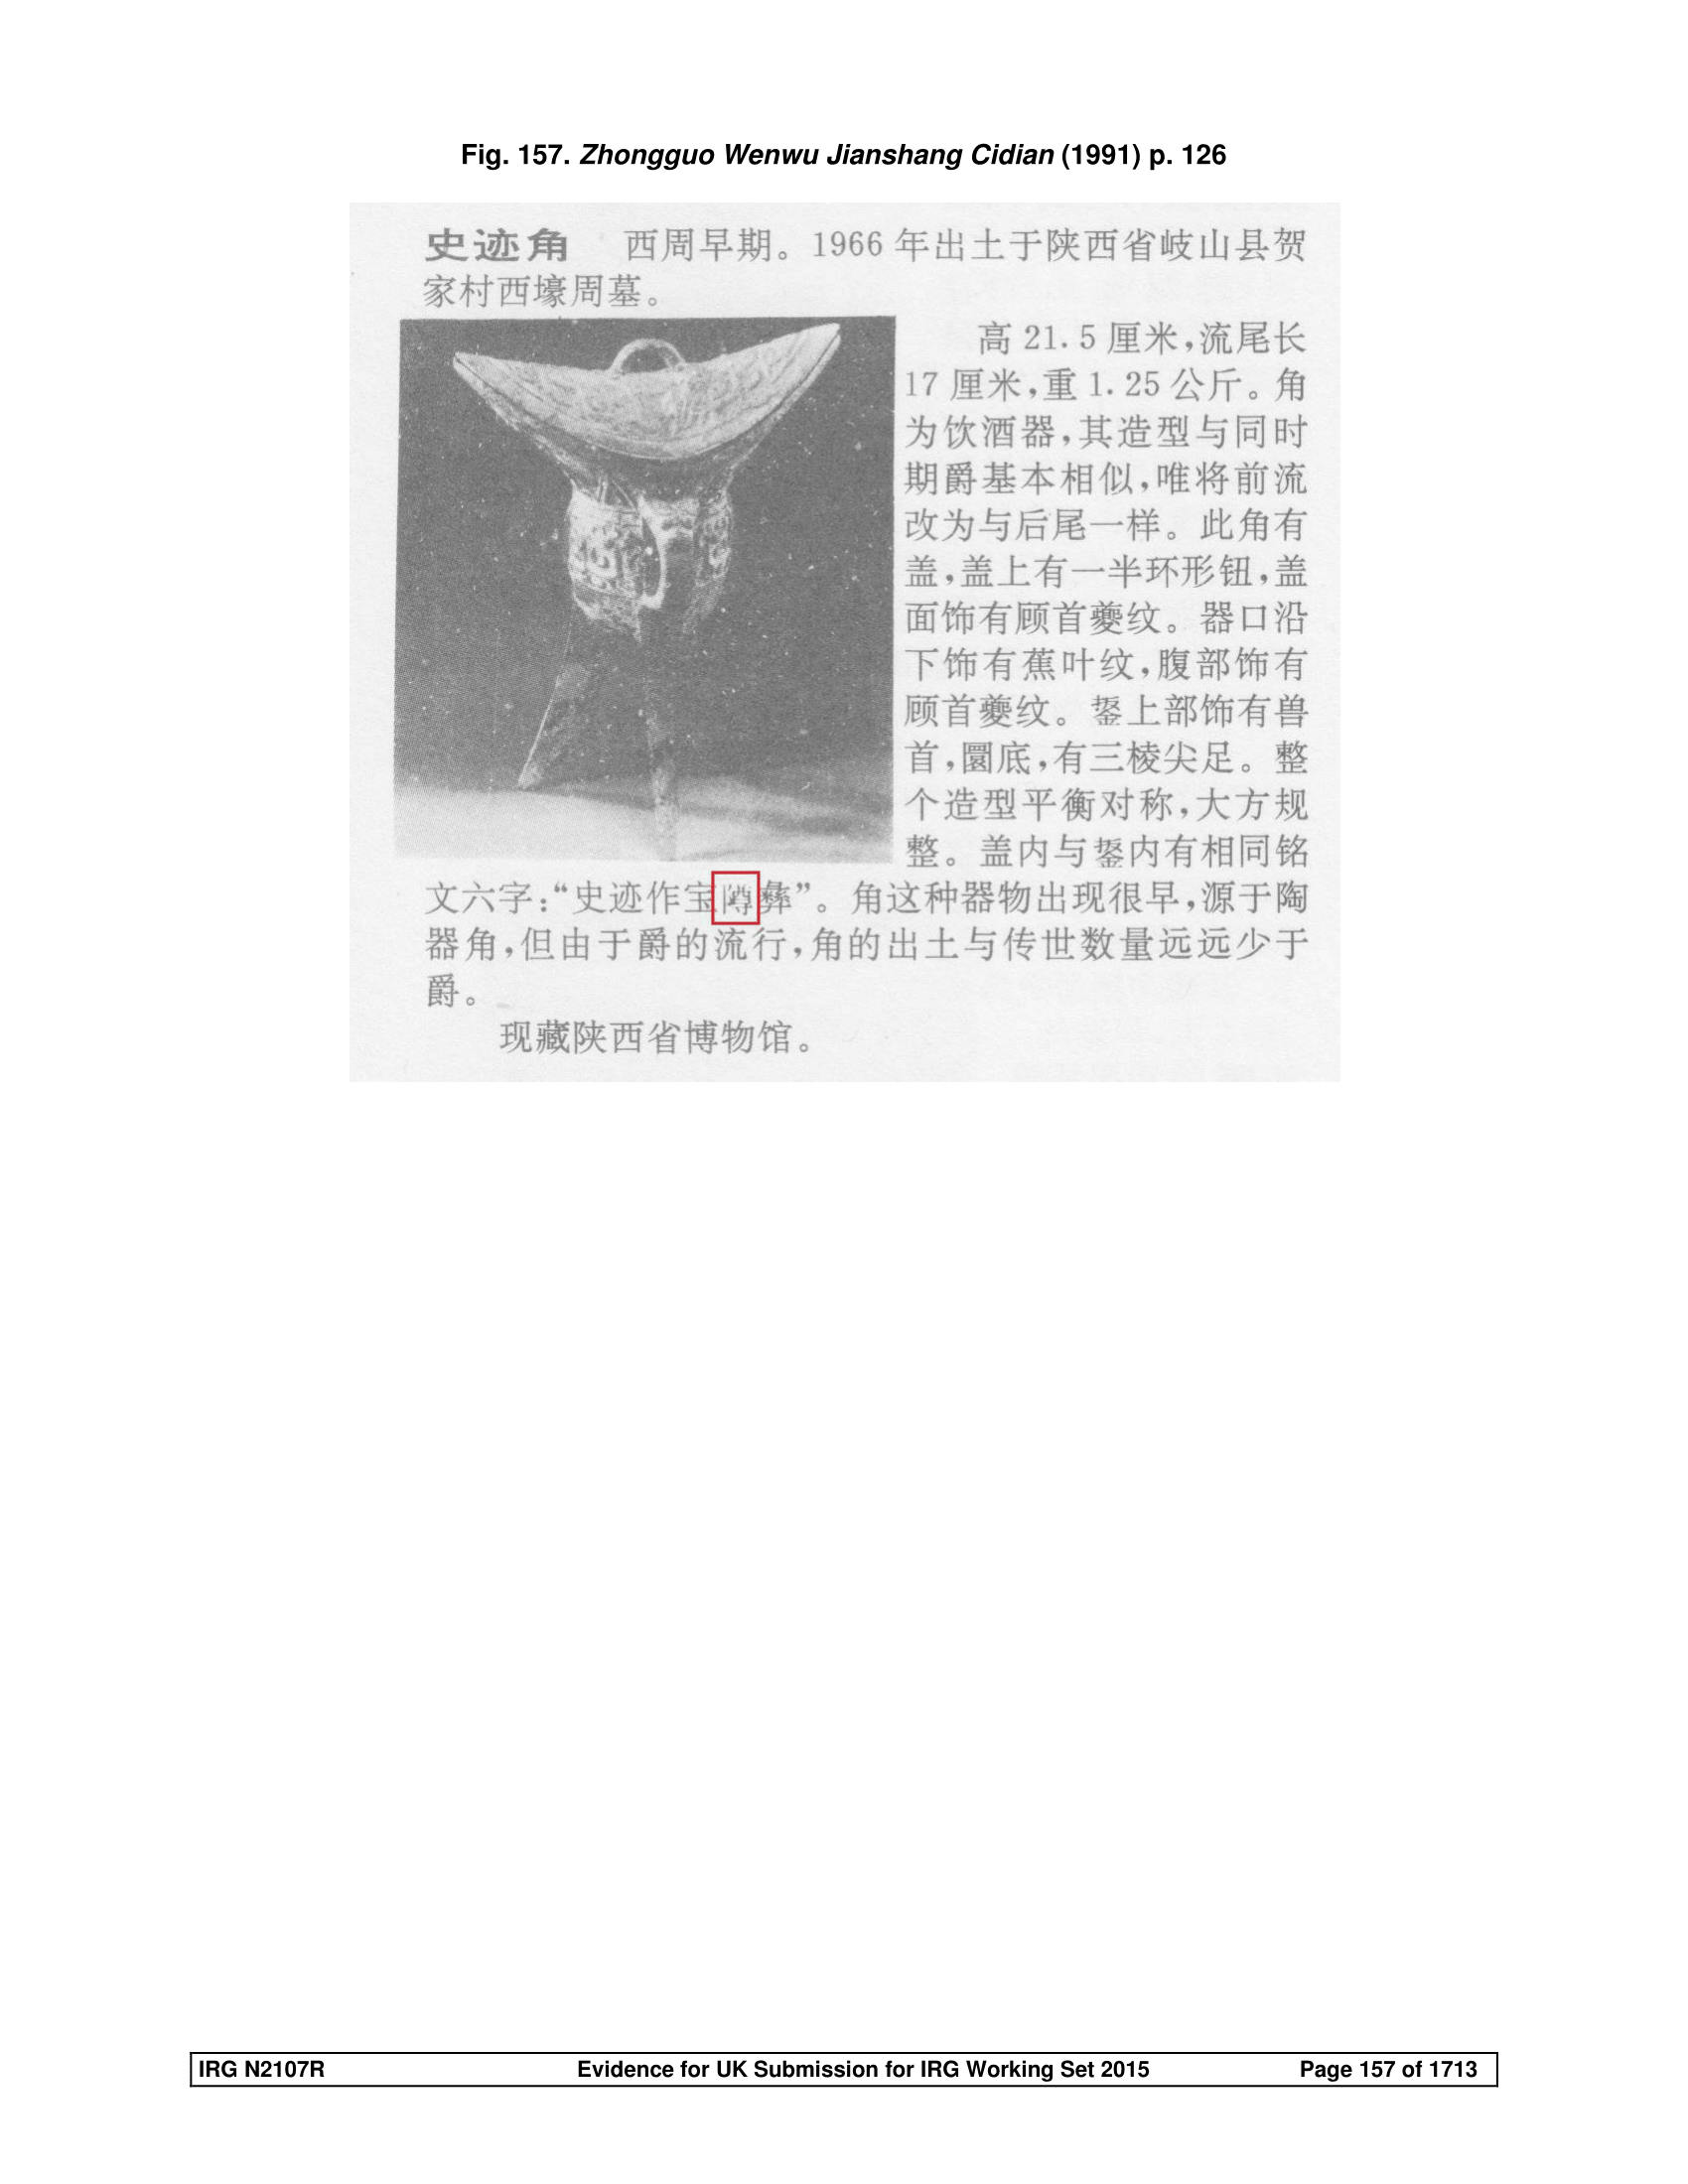 Fig. 157. Zhongguo Wenwu Jianshang Cidian (1991) p. 126
史迹角 西周早期。1966 年出土于陕西省岐山县贺
家村西壕周墓。
高 21.5 厘米,流尾长
17 厘米,重 1.25 公斤。角
为饮酒器,其造型与同时
期爵基本相似,唯将前流
改为与后尾一样。此角有
盖,盖上有一半环形钮,盖
面饰有顾首夔纹。器口沿
下饰有蕉叶纹,腹部饰有
顾首夔纹。鋬上部饰有兽
首,圜底,有三棱尖足。整
个造型平衡对称,大方规
整。盖内与鋬内有相同铭
文六字:“史迹作宝彝”。角这种器物出现很早,源于陶
器角,但由于爵的流行,角的出土与传世数量远远少于
爵。
现藏陕西省博物馆。
IRG N2107R Evidence for UK Submission for IRG Working Set 2015 Page 157 of 1713